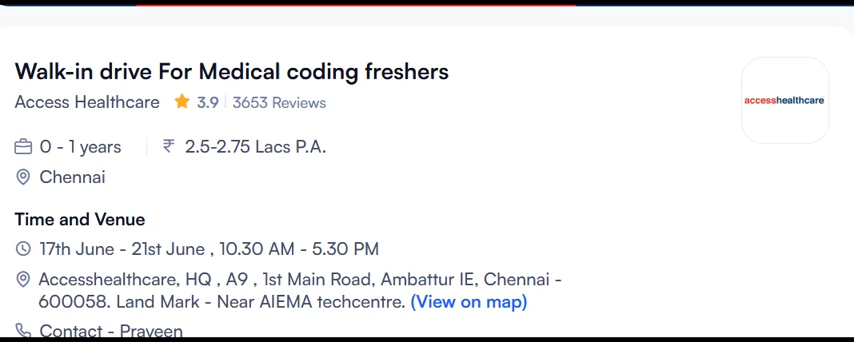 Walk-in drive For Medical coding freshers
Access Healthcare 3.9 3653 Reviews
accesshealthcare
0 - 1 years ₹ 2.5-2.75 Lacs P.A.
Chennai
Time and Venue
17th June - 21st June , 10.30 AM - 5.30 PM
Accesshealthcare, HQ , A9 , 1st Main Road, Ambattur IE, Chennai -
600058. Land Mark - Near AIEMA techcentre. (View on map)
Contact - Praveen